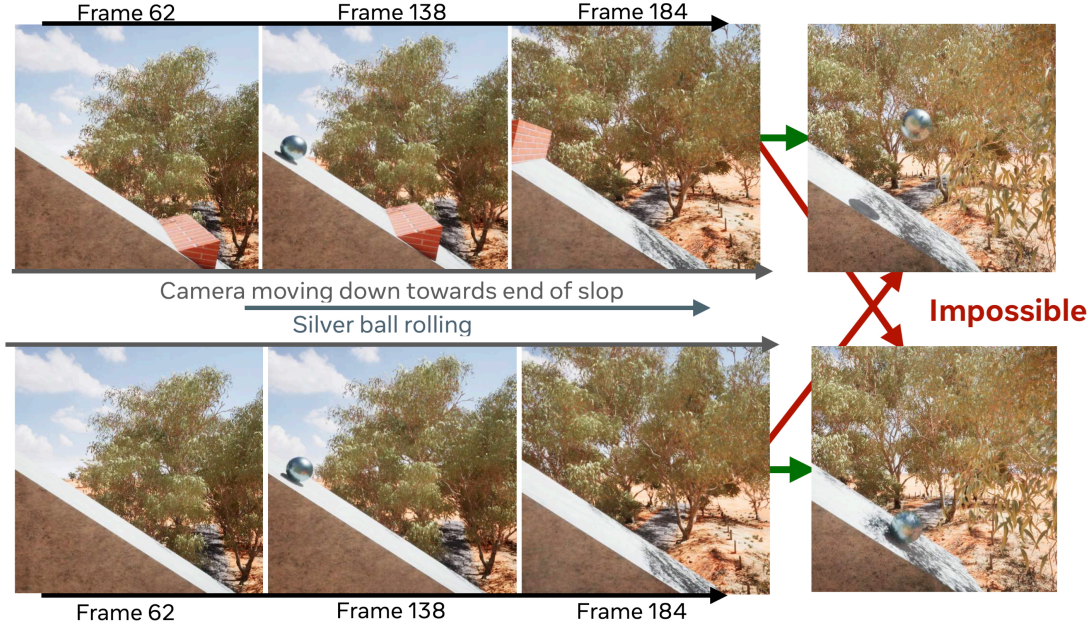 Frame 62
Frame 138
Frame 184
Camera moving down towards end of slop
Silver ball rolling
Impossible
Frame 62
Frame 138
Frame 184